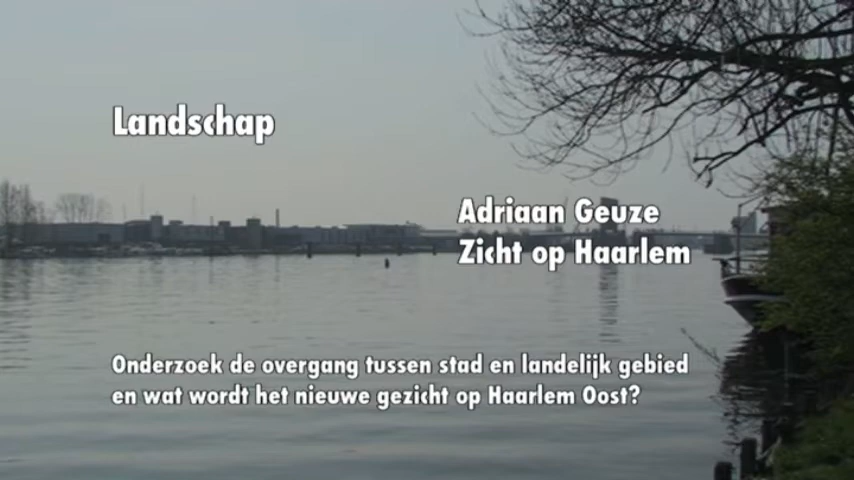 Landschap
Adriaan Geuze
Zicht op Haarlem
Onderzoek de overgang tussen stad en landelijk gebied
en wat wordt het nieuwe gezicht op Haarlem Oost?